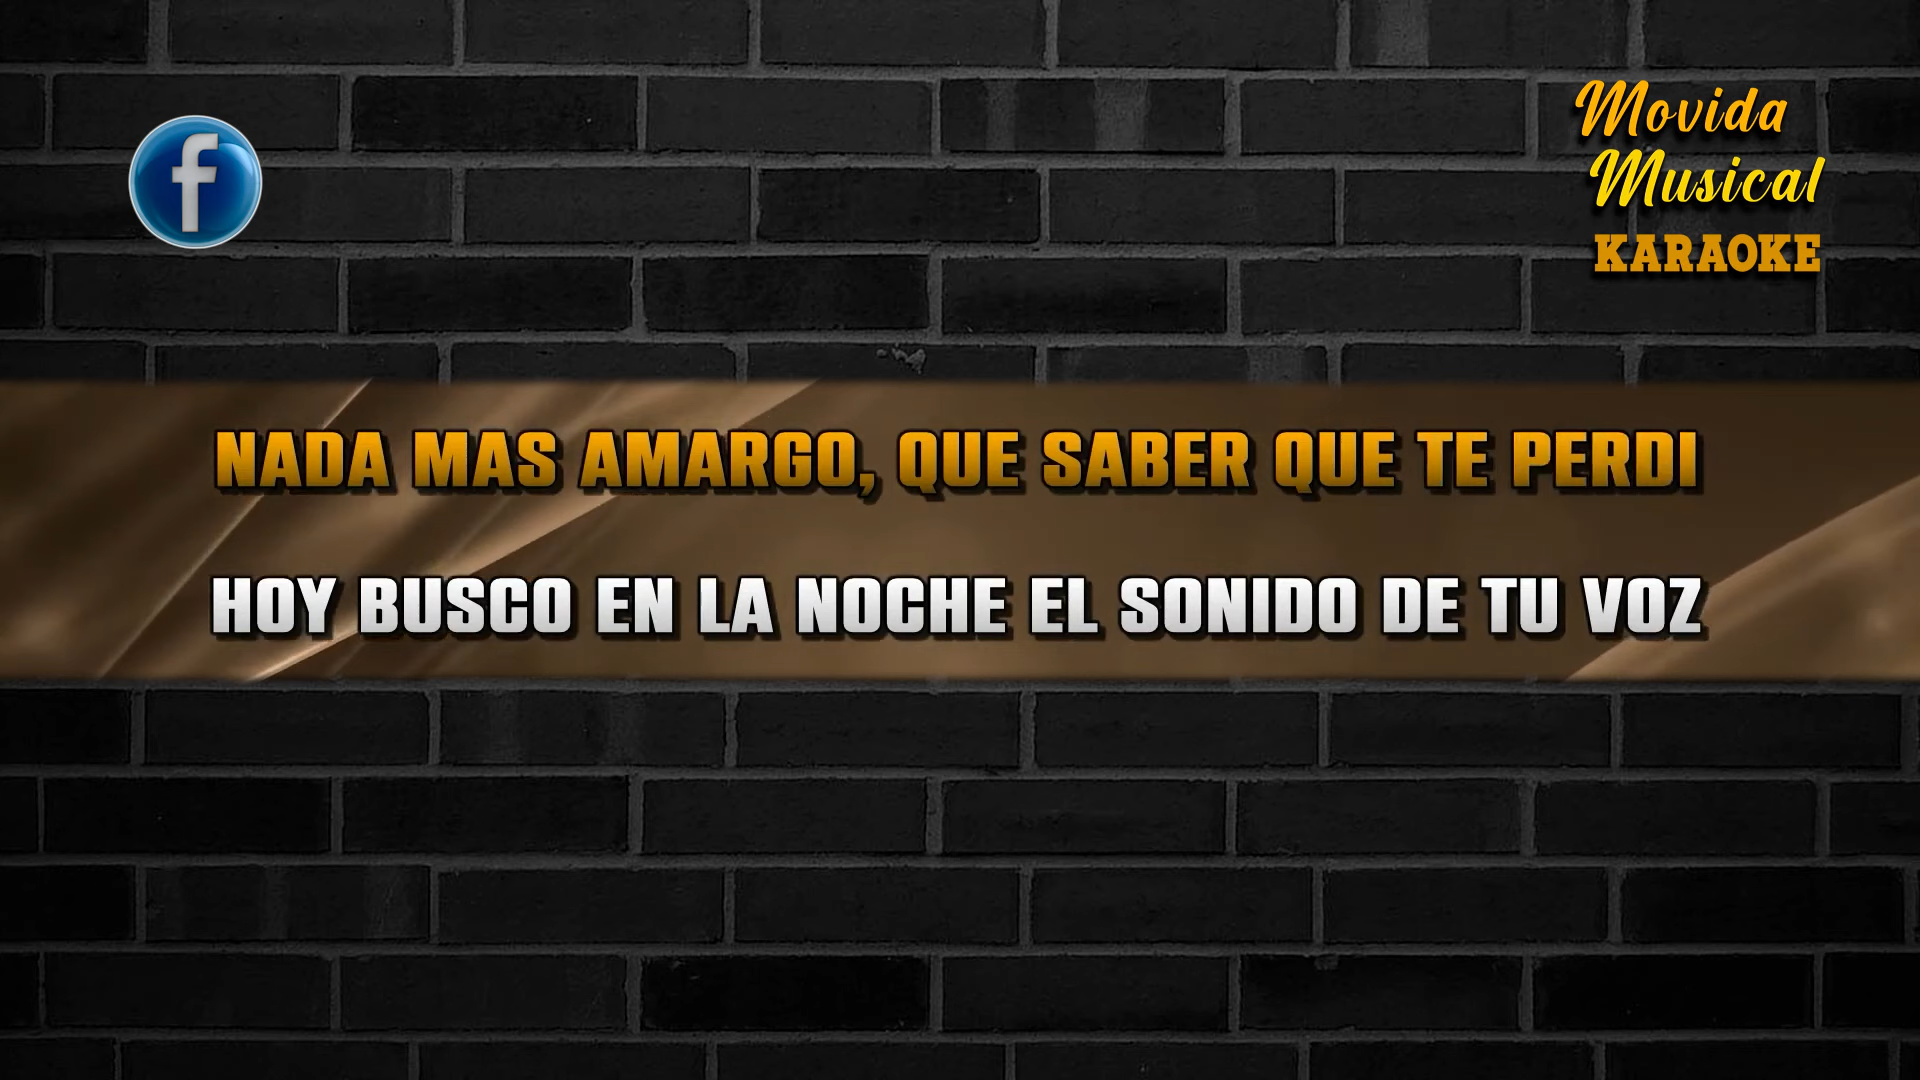 Movida
Musical
KARAOKE
NADA MAS AMARGO, QUE SABER QUE TE PERDI
HOY BUSCO EN LA NOCHE EL SONIDO DE TU VOZ